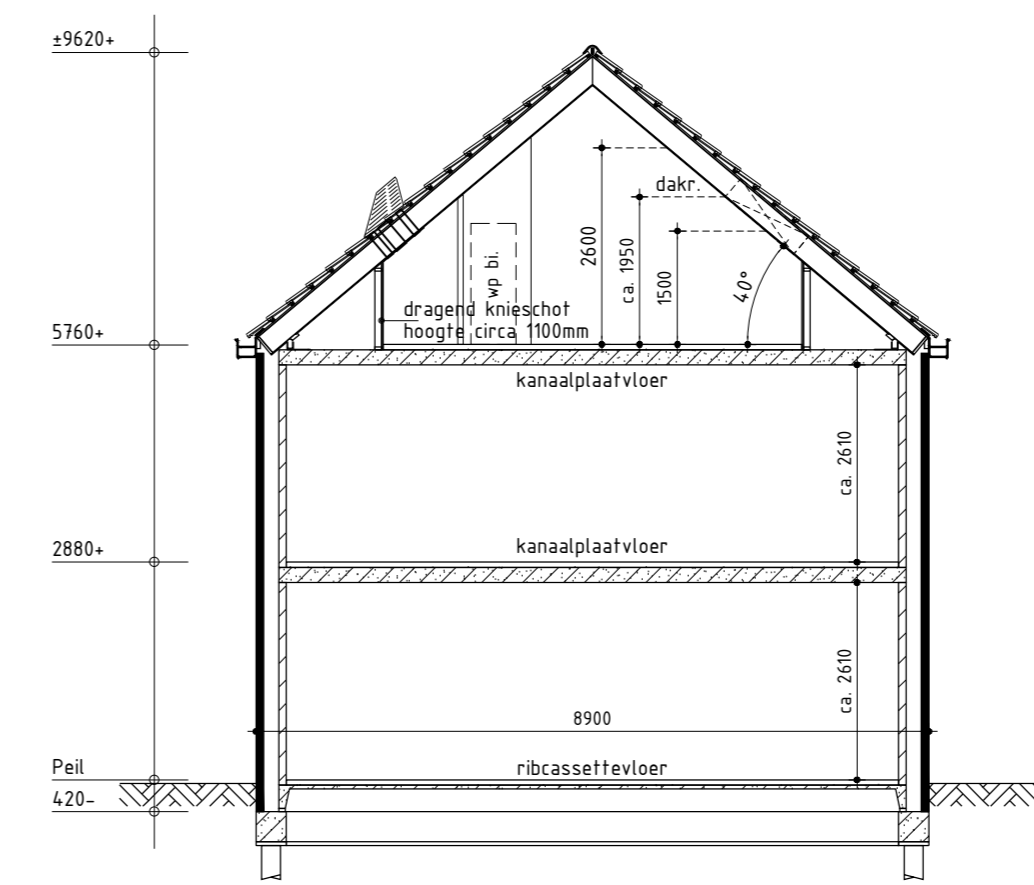 ±9620+
dakr.
2600
ca. 1950
1500
40°
wp bi.
dragend knieschot
hoogte circa 1100mm
5760+
kanaalplaatvloer
ca. 2610
kanaalplaatvloer
2880+
ca. 2610
8900
Peil
ribcassettevloer
420-